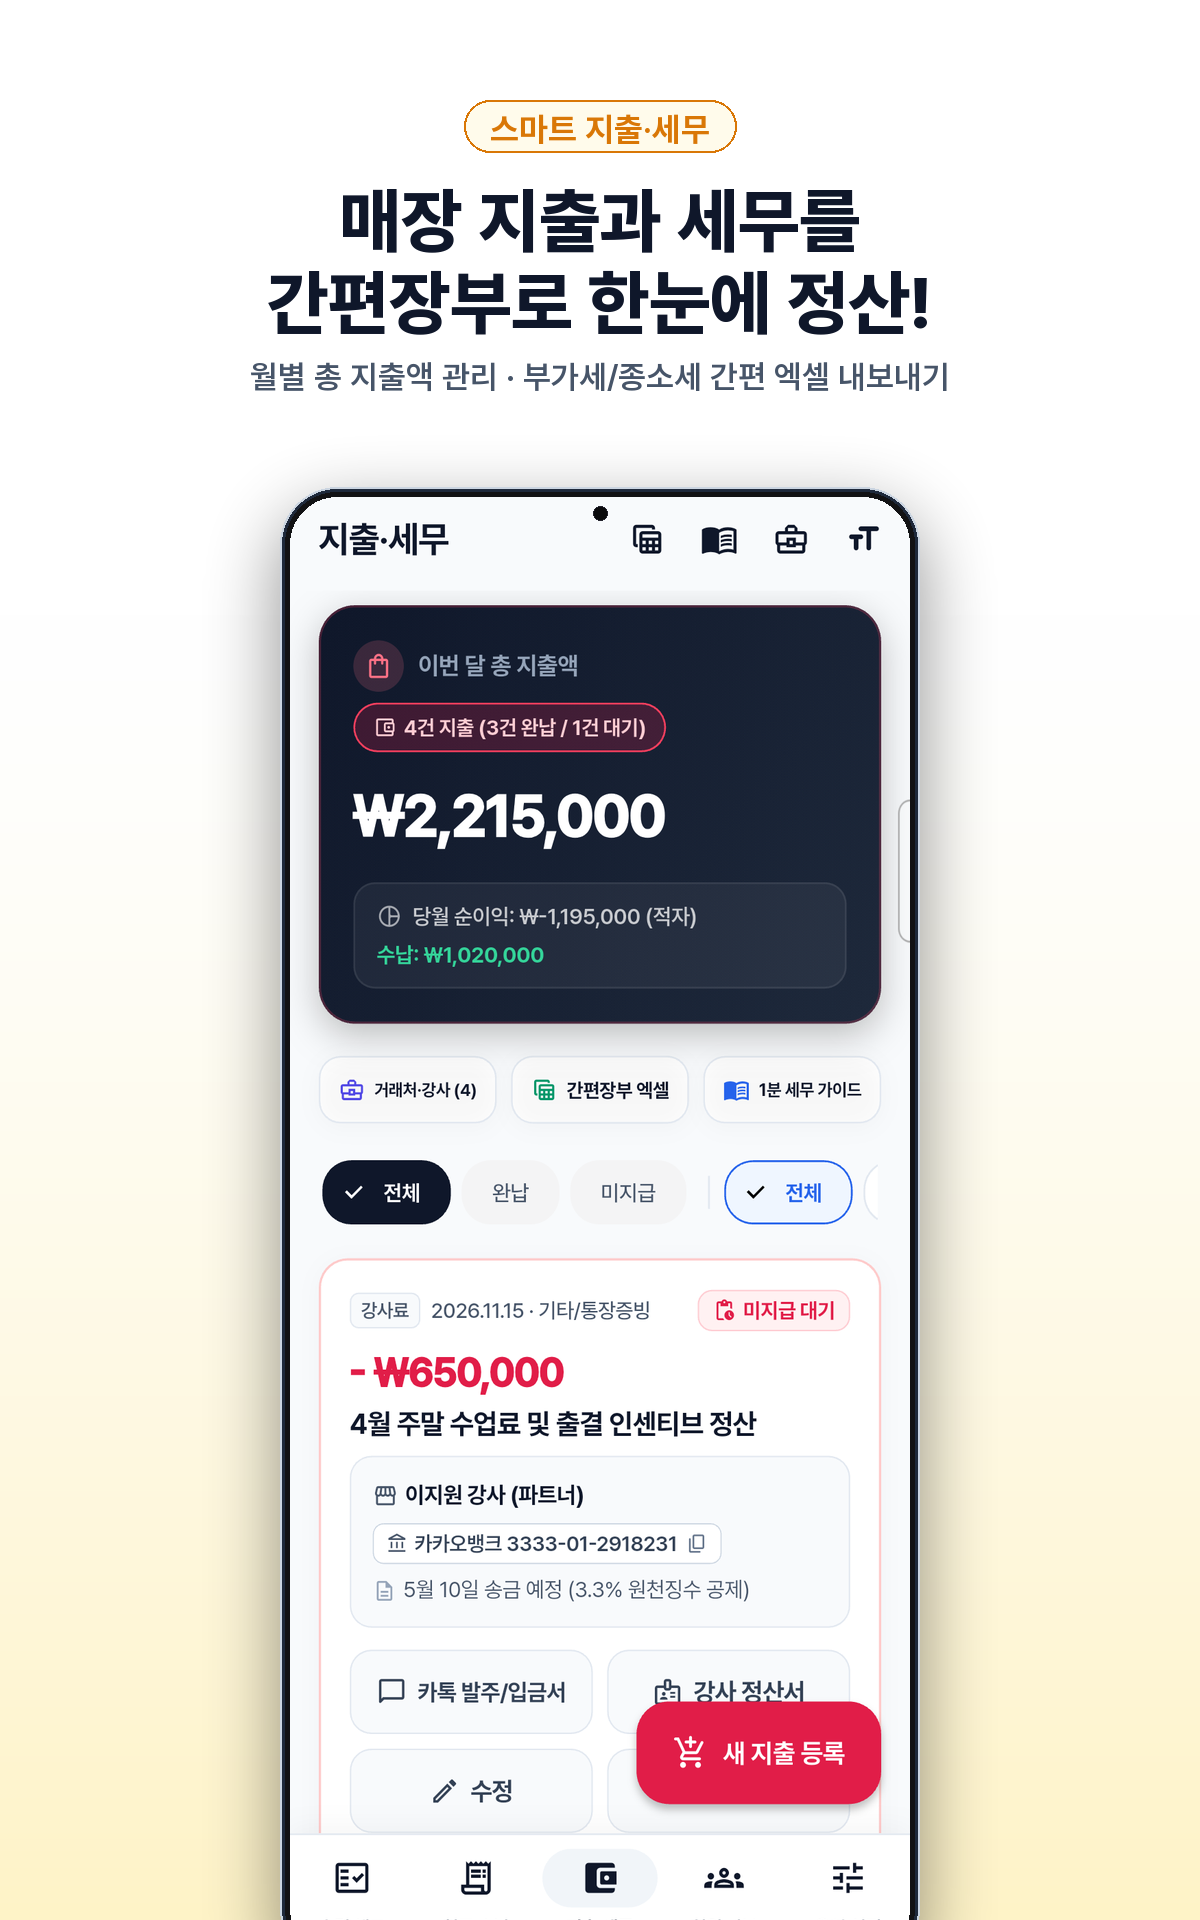 스마트 지출·세무
매장 지출과 세무를
간편장부로 한눈에 정산!
월별 총 지출액 관리 · 부가세/종소세 간편 엑셀 내보내기
지출·세무
이번 달 총 지출액
4건 지출 (3건 완납 / 1건 대기)
₩2,215,000
당월 순이익: ₩-1,195,000 (적자)
수납: ₩1,020,000
거래처·강사 (4)
간편장부 엑셀
1분 세무 가이드
전체
완납
미지급
전체
강사료
2026.11.15 · 기타/통장증빙
미지급 대기
- ₩650,000
4월 주말 수업료 및 출결 인센티브 정산
이지원 강사 (파트너)
카카오뱅크 3333-01-2918231
5월 10일 송금 예정 (3.3% 원천징수 공제)
카톡 발주/입금서
강사 정산서
수정
새 지출 등록